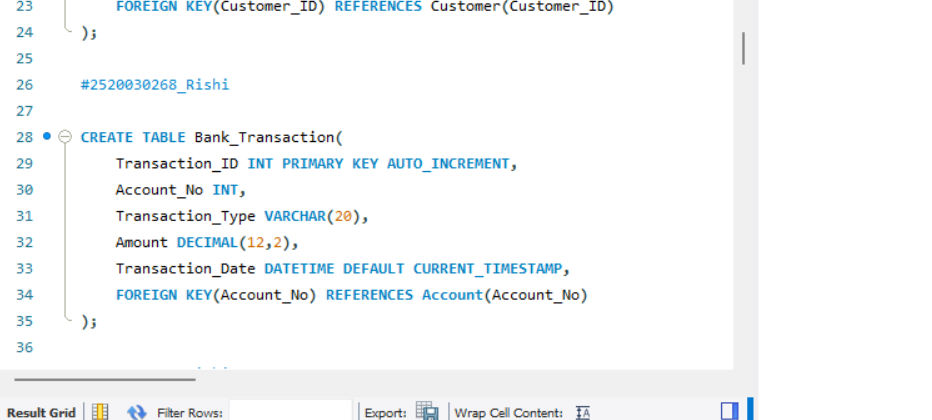 23 FOREIGN KEY(Customer_ID) REFERENCES Customer(Customer_ID)
24 );
25
26 #2520030268_Rishi
27
28 CREATE TABLE Bank_Transaction(
29 Transaction_ID INT PRIMARY KEY AUTO_INCREMENT,
30 Account_No INT,
31 Transaction_Type VARCHAR(20),
32 Amount DECIMAL(12,2),
33 Transaction_Date DATETIME DEFAULT CURRENT_TIMESTAMP,
34 FOREIGN KEY(Account_No) REFERENCES Account(Account_No)
35 );
36
Result Grid Filter Rows: Export: Wrap Cell Content: IA